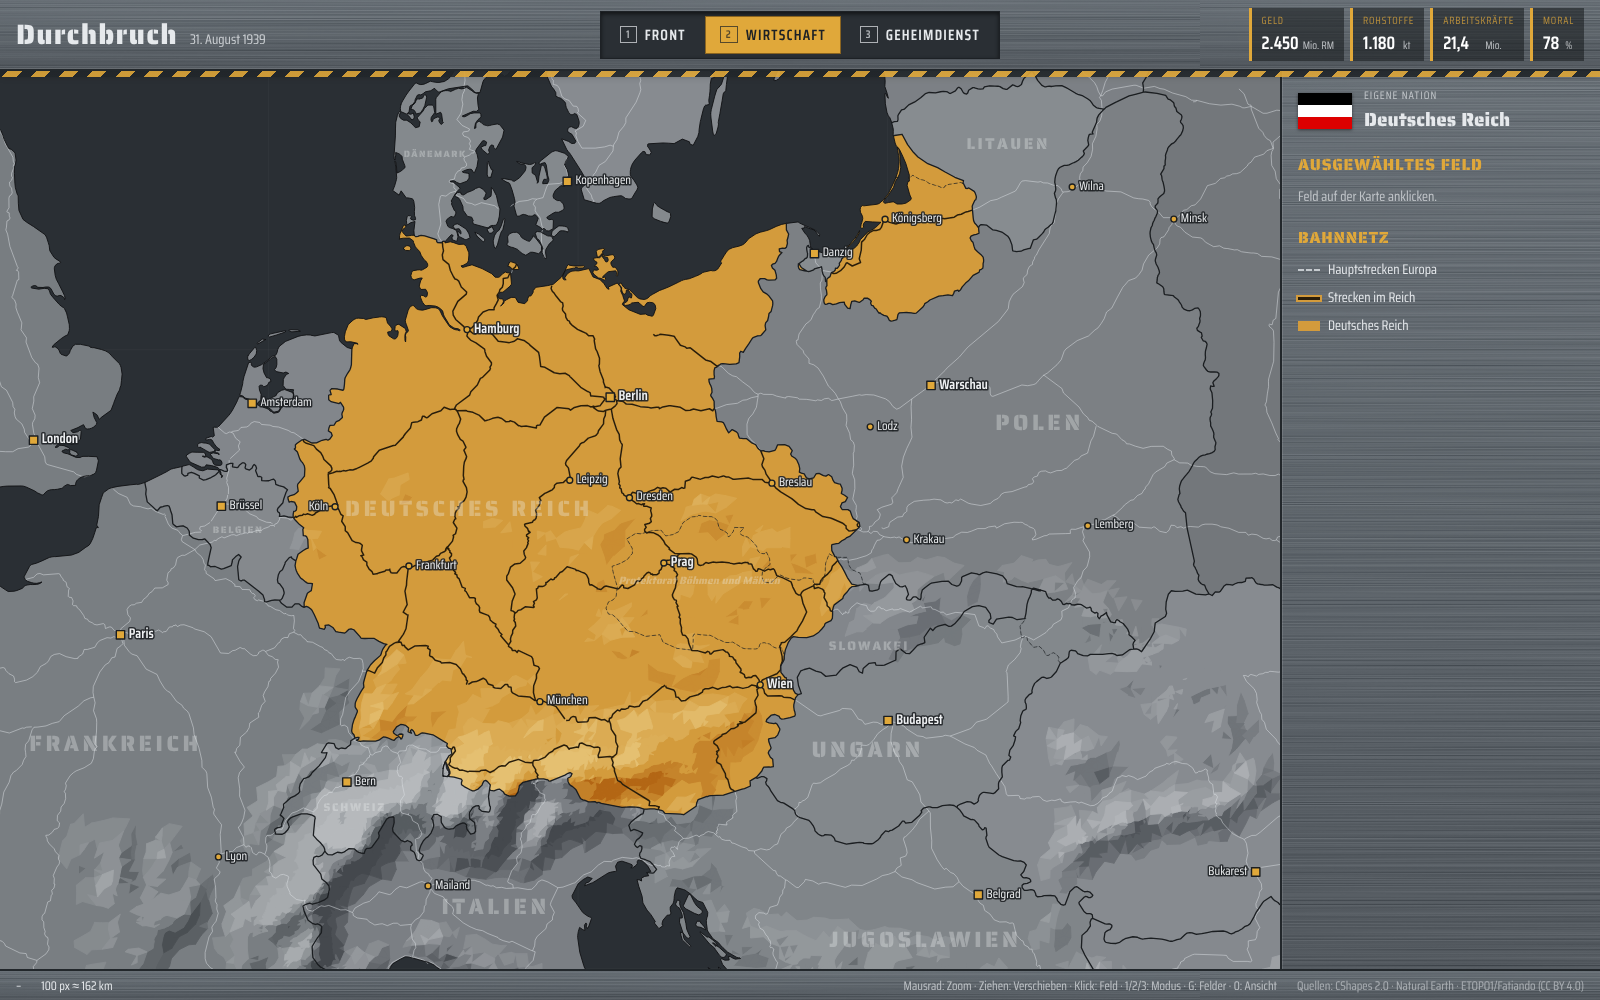 Durchbruch 31. August 1939
1 FRONT 2 WIRTSCHAFT 3 GEHEIMDIENST
GELD ROHSTOFFE ARBEITSKRÄFTE MORAL
2.450 Mio. RM 1.180 kt 21,4 Mio. 78 %
EIGENE NATION
Deutsches Reich
AUSGEWÄHLTES FELD
Feld auf der Karte anklicken.
BAHNNETZ
Hauptstrecken Europa
Strecken im Reich
Deutsches Reich
LITAUEN
DÄNEMARK
Kopenhagen
Wilna
Königsberg
Minsk
Danzig
Hamburg
Warschau
Berlin
Amsterdam
POLEN
Lodz
London
Leipzig
Breslau
Dresden
Brüssel
Köln
DEUTSCHES REICH
BELGIEN
Lemberg
Krakau
Frankfurt
Prag
Protektorat Böhmen und Mähren
Paris
SLOWAKEI
Wien
München
Budapest
FRANKREICH
UNGARN
Bern
SCHWEIZ
Lyon
Bukarest
Mailand
Belgrad
ITALIEN
JUGOSLAWIEN
– 100 px ≈ 162 km
Mausrad: Zoom · Ziehen: Verschieben · Klick: Feld · 1/2/3: Modus · G: Felder · 0: Ansicht
Quellen: CShapes 2.0 · Natural Earth · ETOPO1/Fatiando (CC BY 4.0)